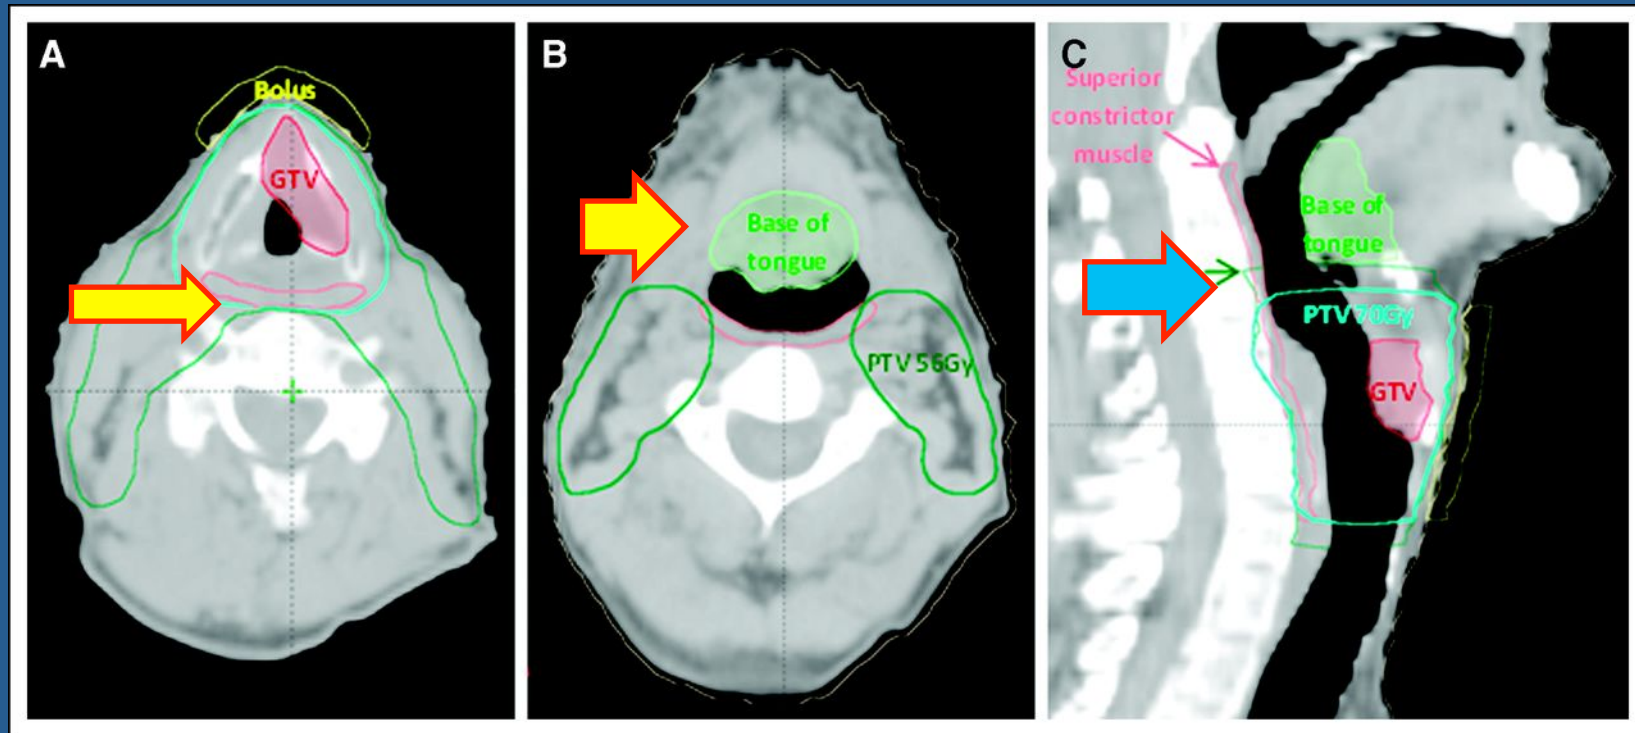 A
Bolus
GTV
B
Base of
tongue
PTV 56Gy
C
Superior
constrictor
muscle
Base of
tongue
PTV 70Gy
GTV